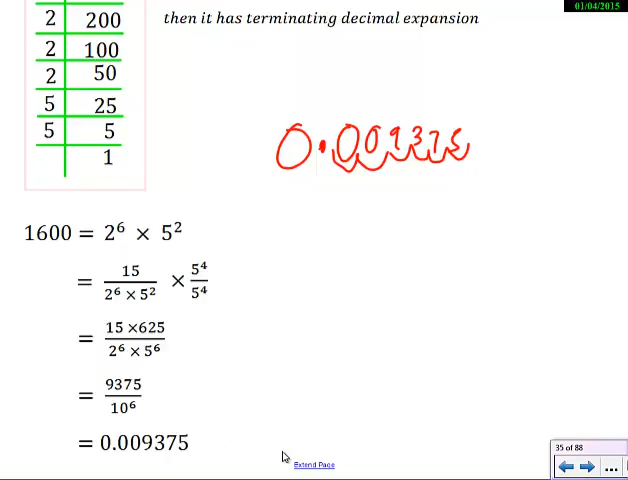 01/04/2015
2 200 then it has terminating decimal expansion
2 100
2 50
5 25
5 5
1
0.009375
1600 = 2⁶ × 5²
= 15/(2⁶ × 5²) × 5⁴/5⁴
= (15 ×625)/(2⁶ × 5⁶)
= 9375/10⁶
= 0.009375
Extend Page
35 of 88
...